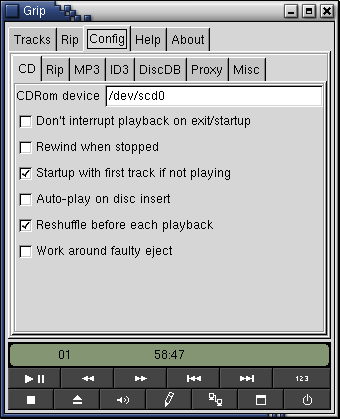 Grip
Tracks Rip Config Help About
CD Rip MP3 ID3 DiscDB Proxy Misc
CDRom device /dev/scd0
Don't interrupt playback on exit/startup
Rewind when stopped
Startup with first track if not playing
Auto-play on disc insert
Reshuffle before each playback
Work around faulty eject
01 58:47
123